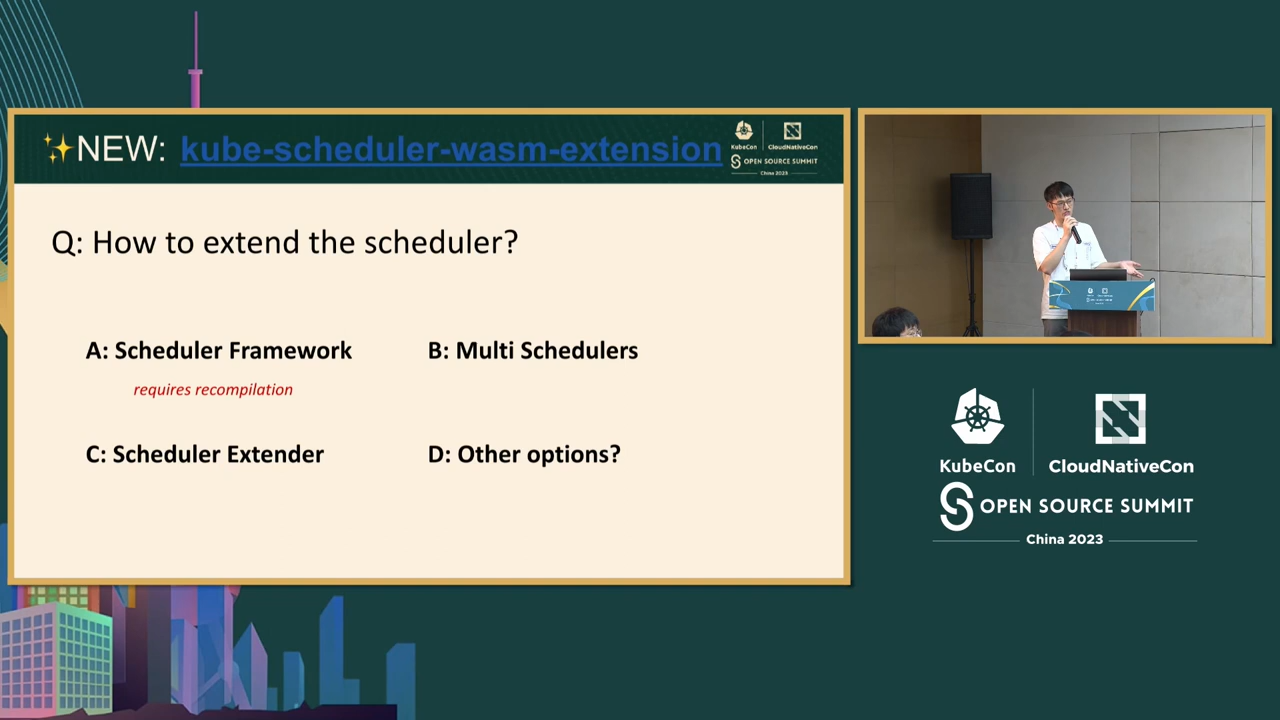 ✨NEW: kube-scheduler-wasm-extension
KubeCon
CloudNativeCon
OPEN SOURCE SUMMIT
China 2023
Q: How to extend the scheduler?
A: Scheduler Framework
B: Multi Schedulers
requires recompilation
C: Scheduler Extender
D: Other options?
KubeCon
CloudNativeCon
OPEN SOURCE SUMMIT
China 2023